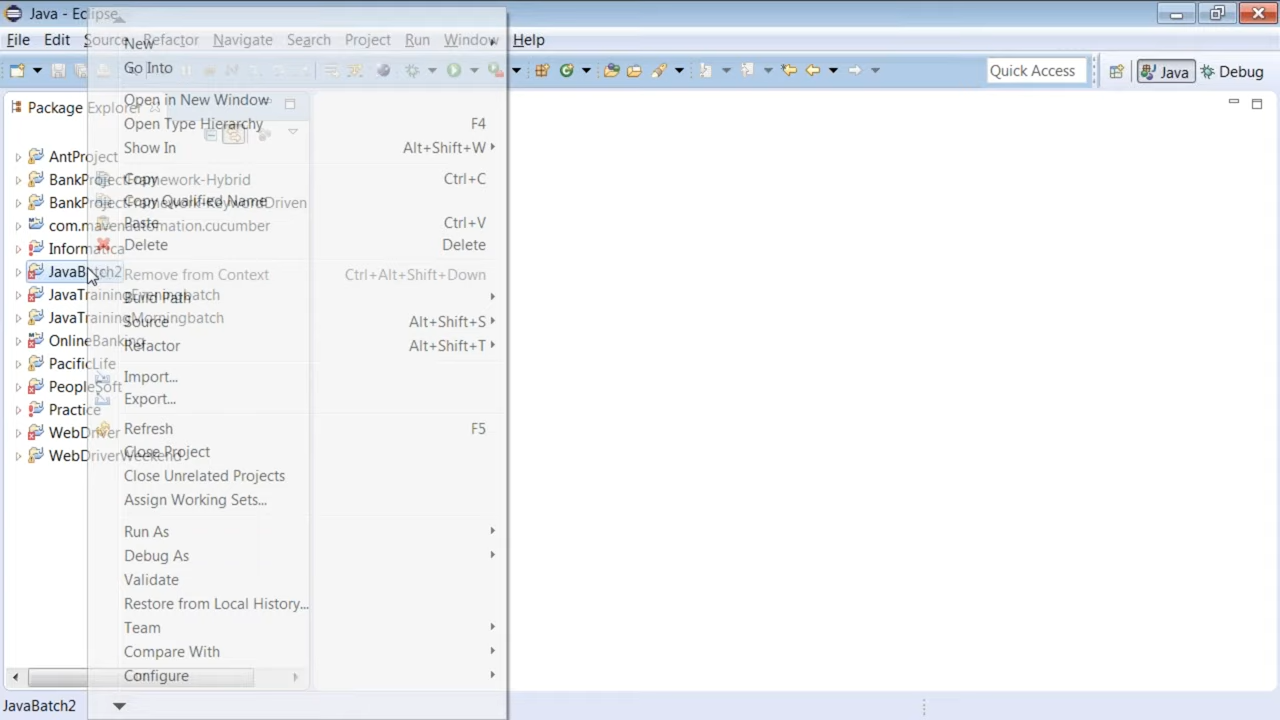 Java - Eclipse
File Edit Source Refactor Navigate Search Project Run Window Help
Quick Access Java Debug
Package Explorer
AntProject
BankProjectFramework-Hybrid
BankProjectFramework-KeywordDriven
com.mavenautomation.cucumber
Informatica
JavaBatch2
JavaTrainingEveningbatch
JavaTrainingMorningbatch
OnlineBanking
PacificLife
PeopleSoft
Practice
WebDriver
WebDriverWeekend
New
Go Into
Open in New Window
Open Type Hierarchy F4
Show In Alt+Shift+W
Copy Ctrl+C
Copy Qualified Name
Paste Ctrl+V
Delete Delete
Remove from Context Ctrl+Alt+Shift+Down
Build Path
Source Alt+Shift+S
Refactor Alt+Shift+T
Import...
Export...
Refresh F5
Close Project
Close Unrelated Projects
Assign Working Sets...
Run As
Debug As
Validate
Restore from Local History...
Team
Compare With
Configure
JavaBatch2